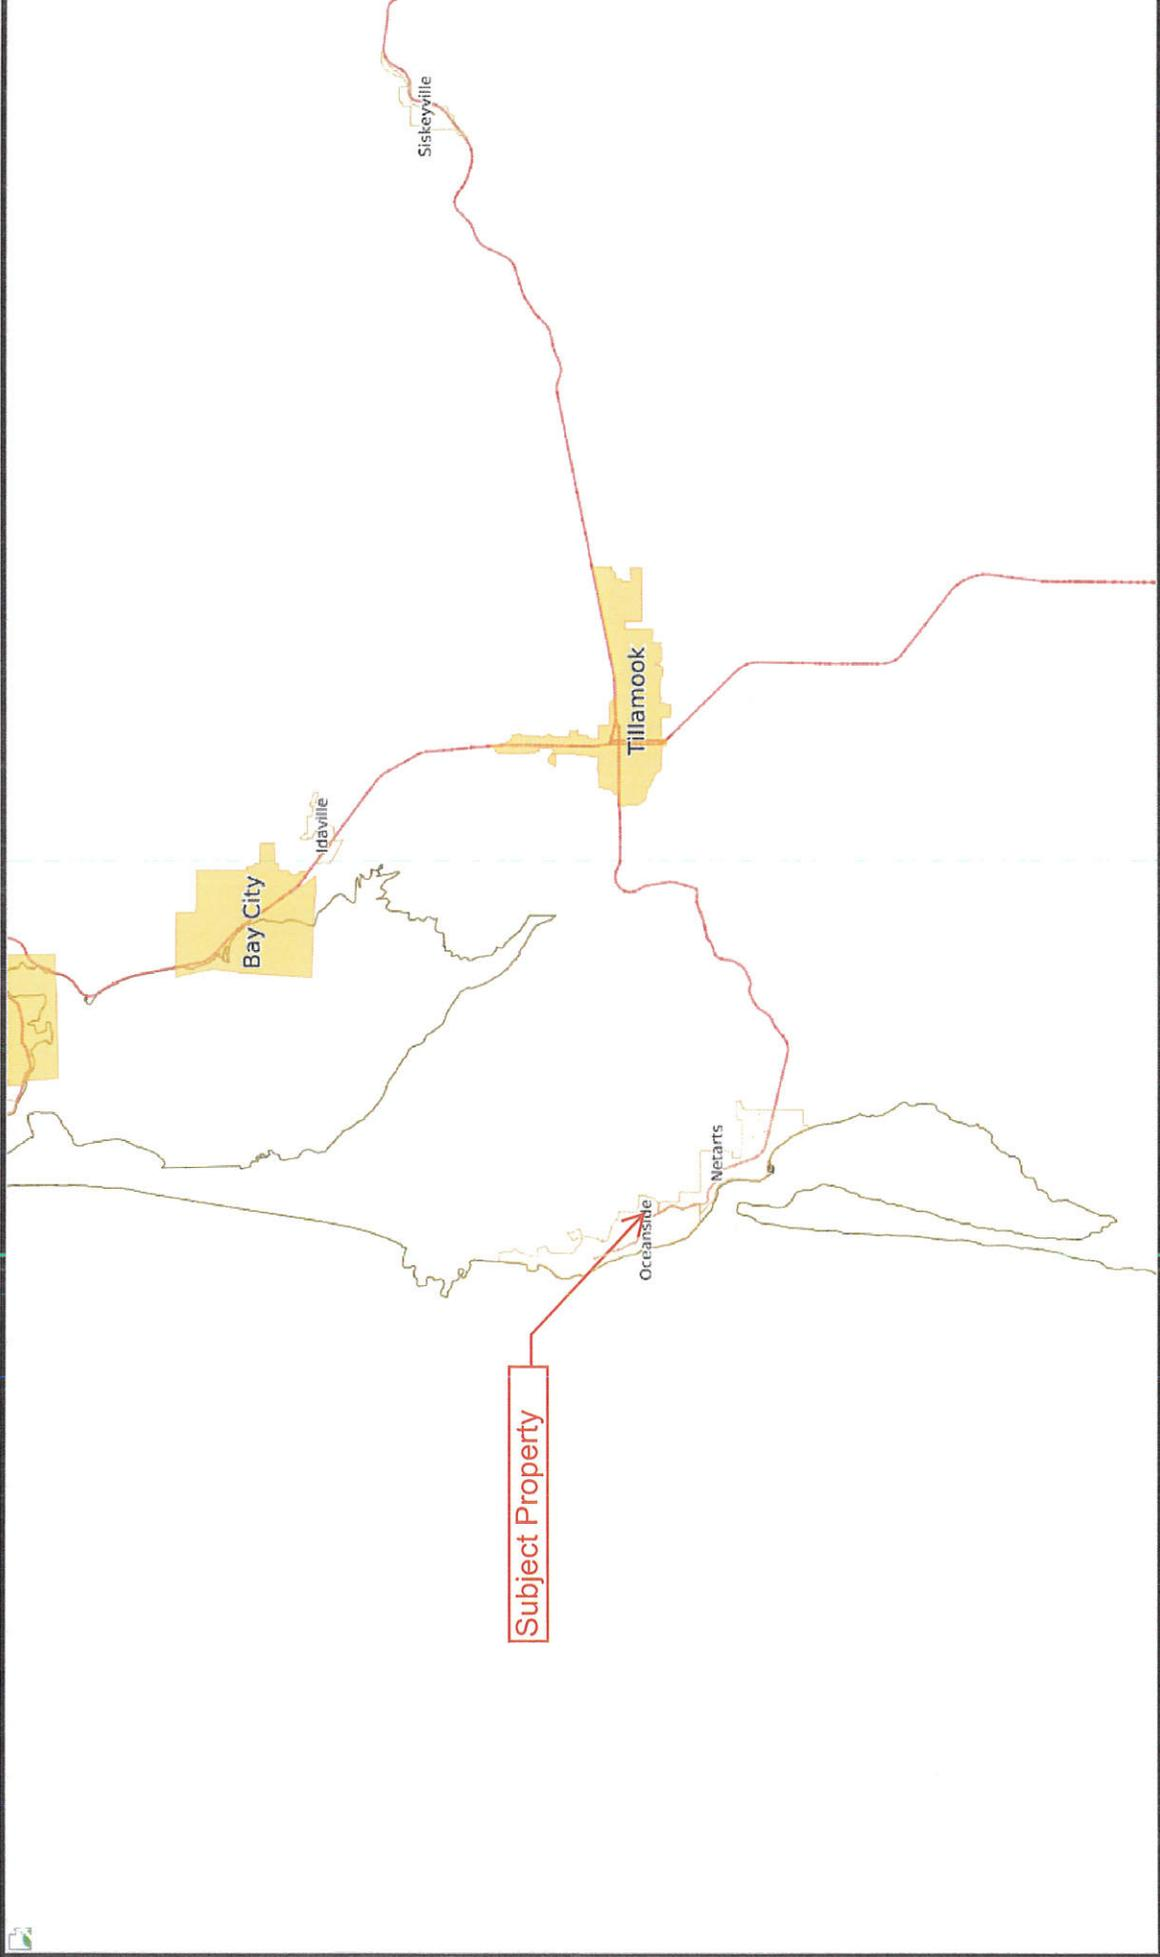 Subject Property
Oceanside
Netarts
Bay City
Idaville
Tillamook
Siskeyville